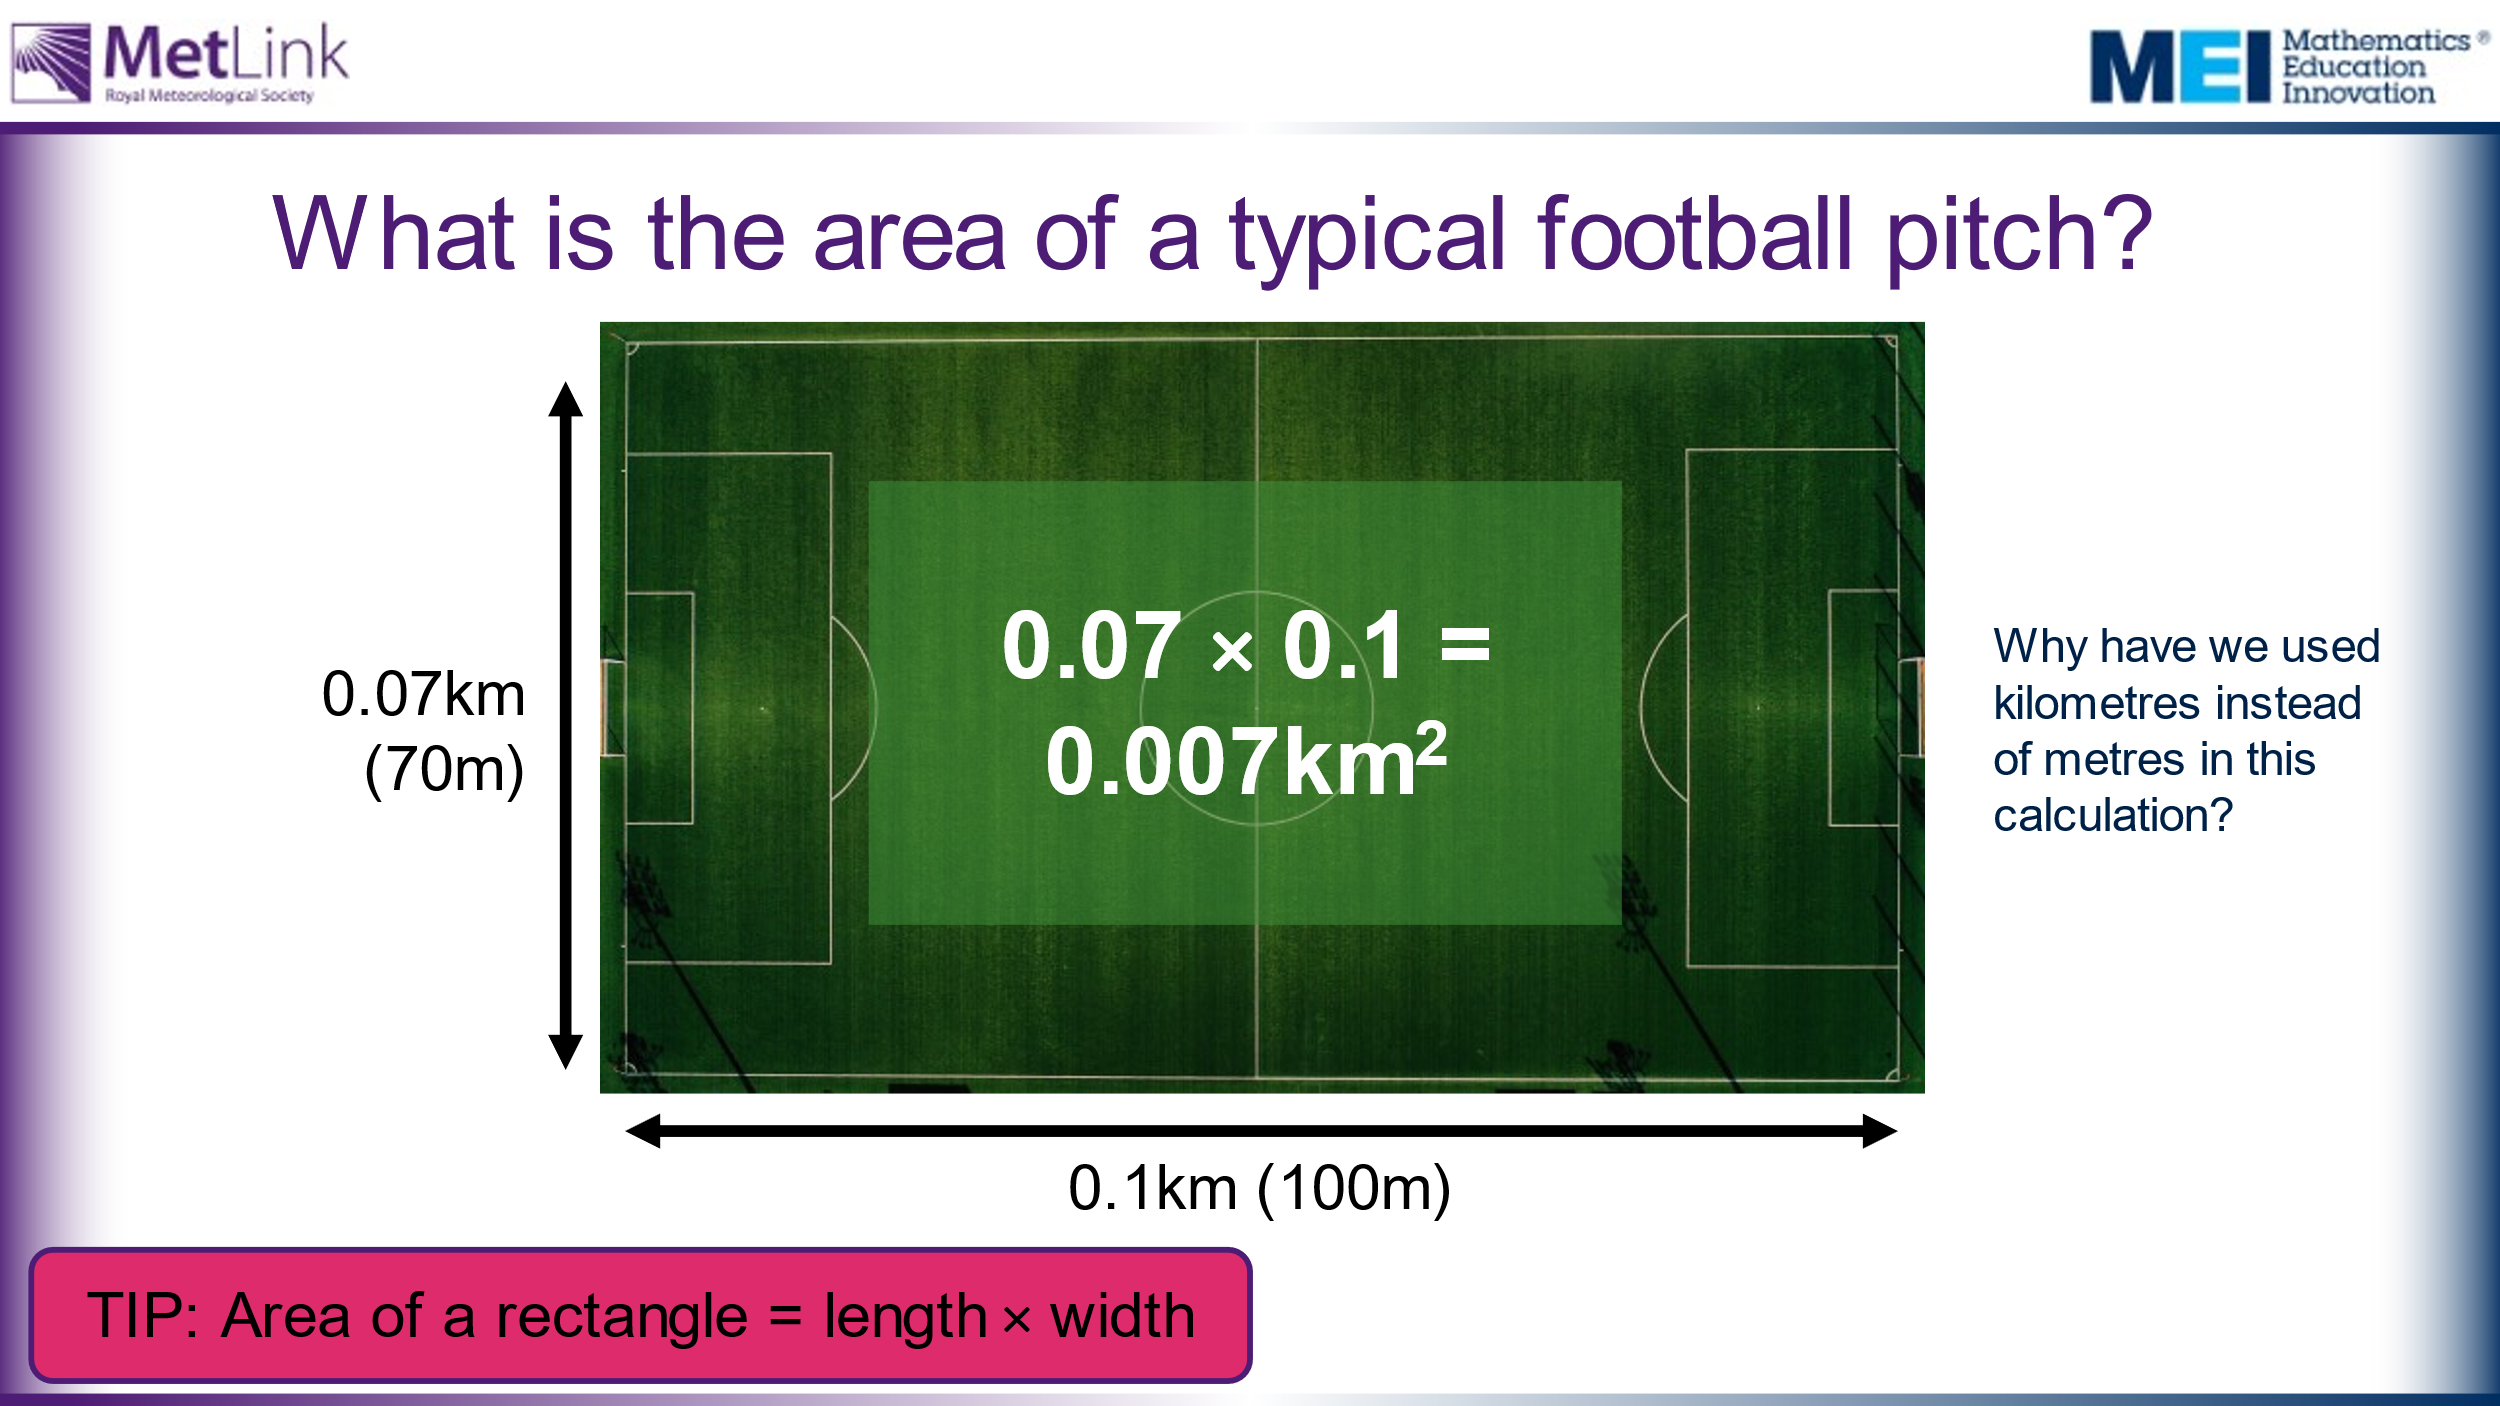 MetLink
Royal Meteorological Society
MEI Mathematics ®
Education
Innovation
What is the area of a typical football pitch?
0.07km
(70m)
0.07 × 0.1 =
0.007km²
Why have we used
kilometres instead
of metres in this
calculation?
0.1km (100m)
TIP: Area of a rectangle = length × width